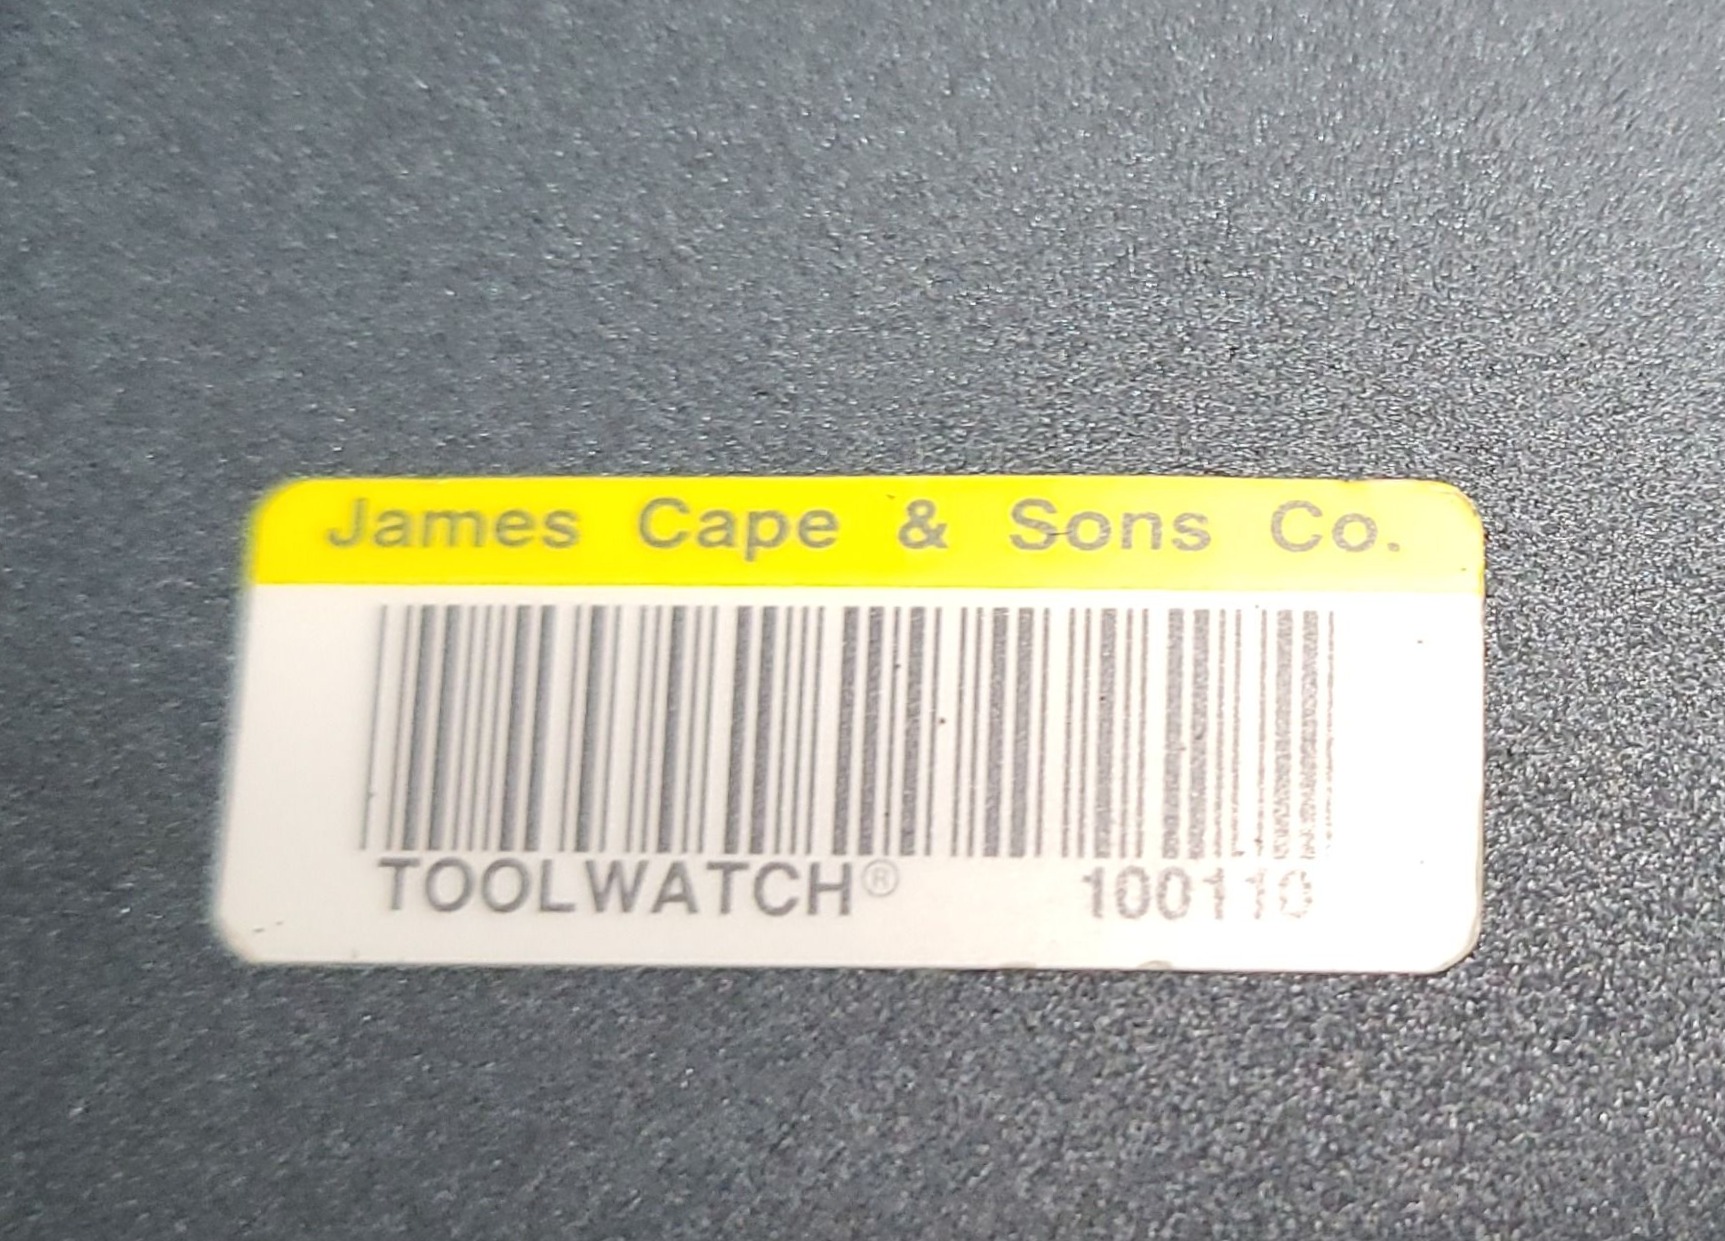 James Cape & Sons Co.
TOOLWATCH® 100110